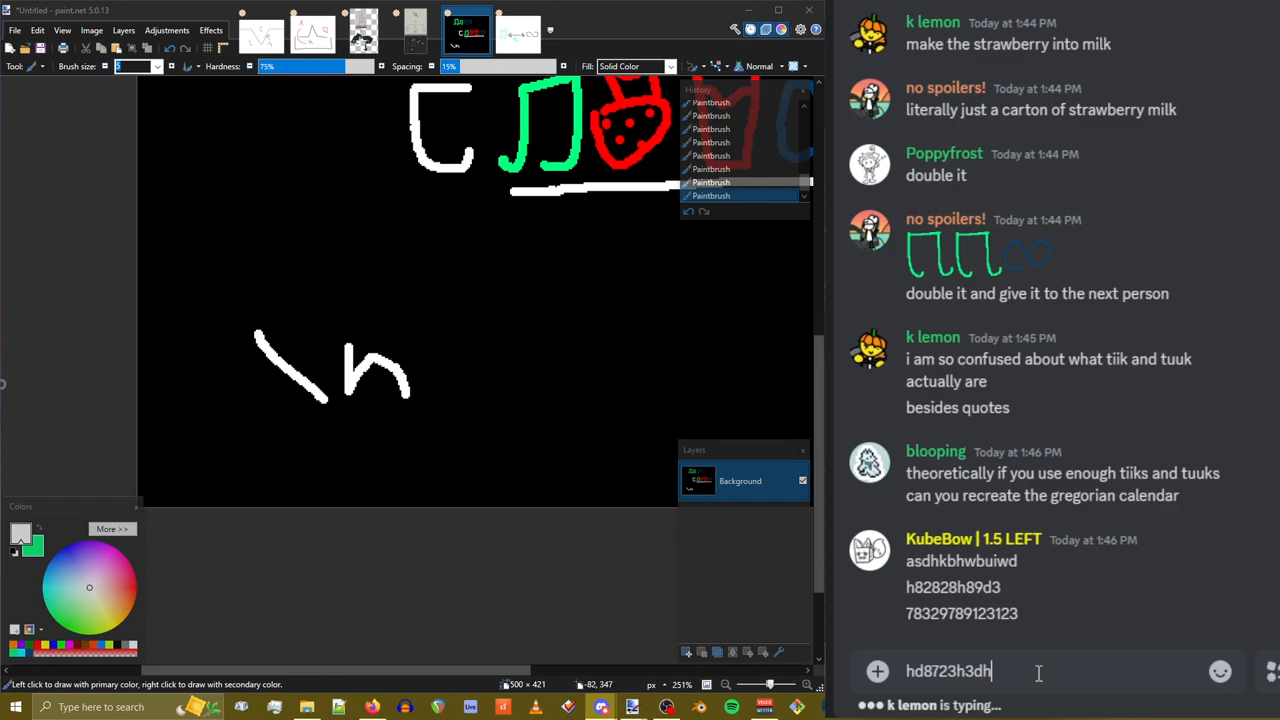 *Untitled - paint.net 5.0.13
File Edit View Image Layers Adjustments Effects
Tool: Brush size: 5 Hardness: 75% Spacing: 15% Fill: Solid Color Normal
History
Paintbrush
Paintbrush
Paintbrush
Paintbrush
Paintbrush
Paintbrush
Paintbrush
Paintbrush
\n
Layers
Background
Colors
More >>
Left click to draw with primary color, right click to draw with secondary color.
500 × 421
-82, 347
px
251%
Type here to search
k lemon Today at 1:44 PM
make the strawberry into milk
no spoilers! Today at 1:44 PM
literally just a carton of strawberry milk
Poppyfrost Today at 1:44 PM
double it
no spoilers! Today at 1:44 PM
double it and give it to the next person
k lemon Today at 1:45 PM
i am so confused about what tiik and tuuk
actually are
besides quotes
blooping Today at 1:46 PM
theoretically if you use enough tiiks and tuuks
can you recreate the gregorian calendar
KubeBow | 1.5 LEFT Today at 1:46 PM
asdhkbhwbuiwd
h82828h89d3
78329789123123
hd8723h3dh
k lemon is typing...